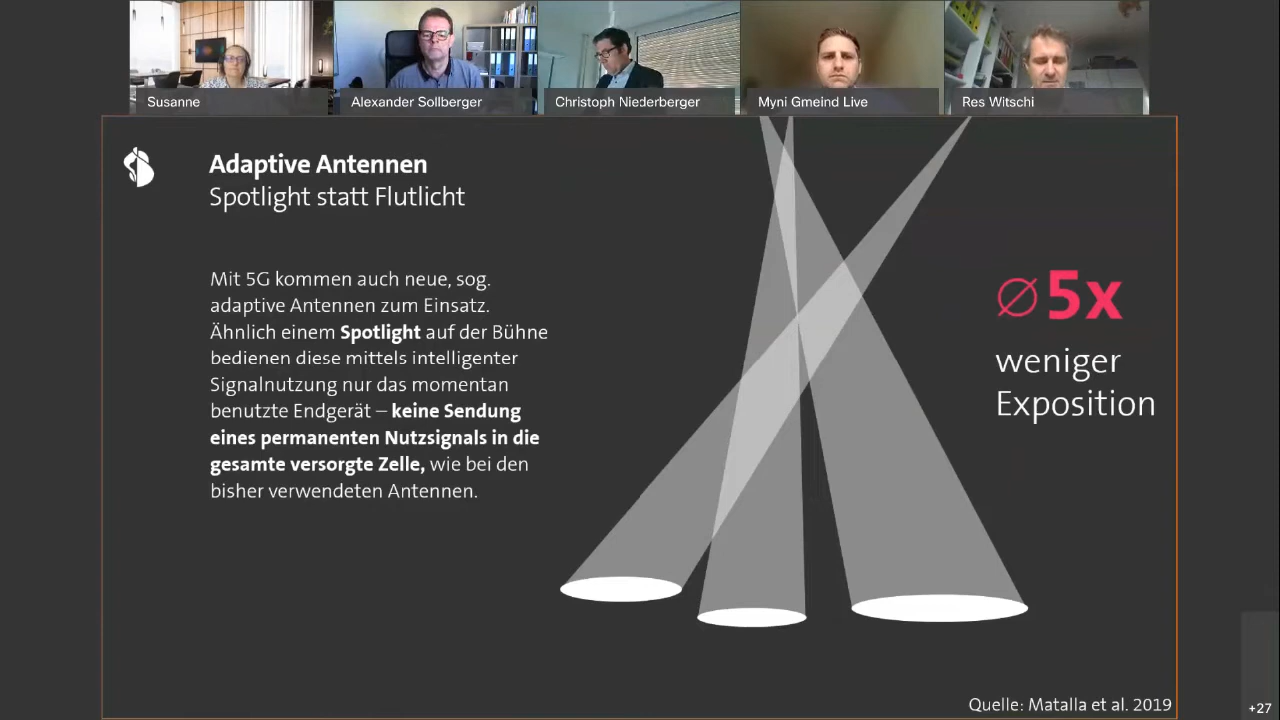 Susanne
Alexander Sollberger
Christoph Niederberger
Myni Gmeind Live
Res Witschi
Adaptive Antennen
Spotlight statt Flutlicht
Mit 5G kommen auch neue, sog.
adaptive Antennen zum Einsatz.
Ähnlich einem Spotlight auf der Bühne
bedienen diese mittels intelligenter
Signalnutzung nur das momentan
benutzte Endgerät – keine Sendung
eines permanenten Nutzsignals in die
gesamte versorgte Zelle, wie bei den
bisher verwendeten Antennen.
∅ 5x
weniger
Exposition
Quelle: Matalla et al. 2019
+27